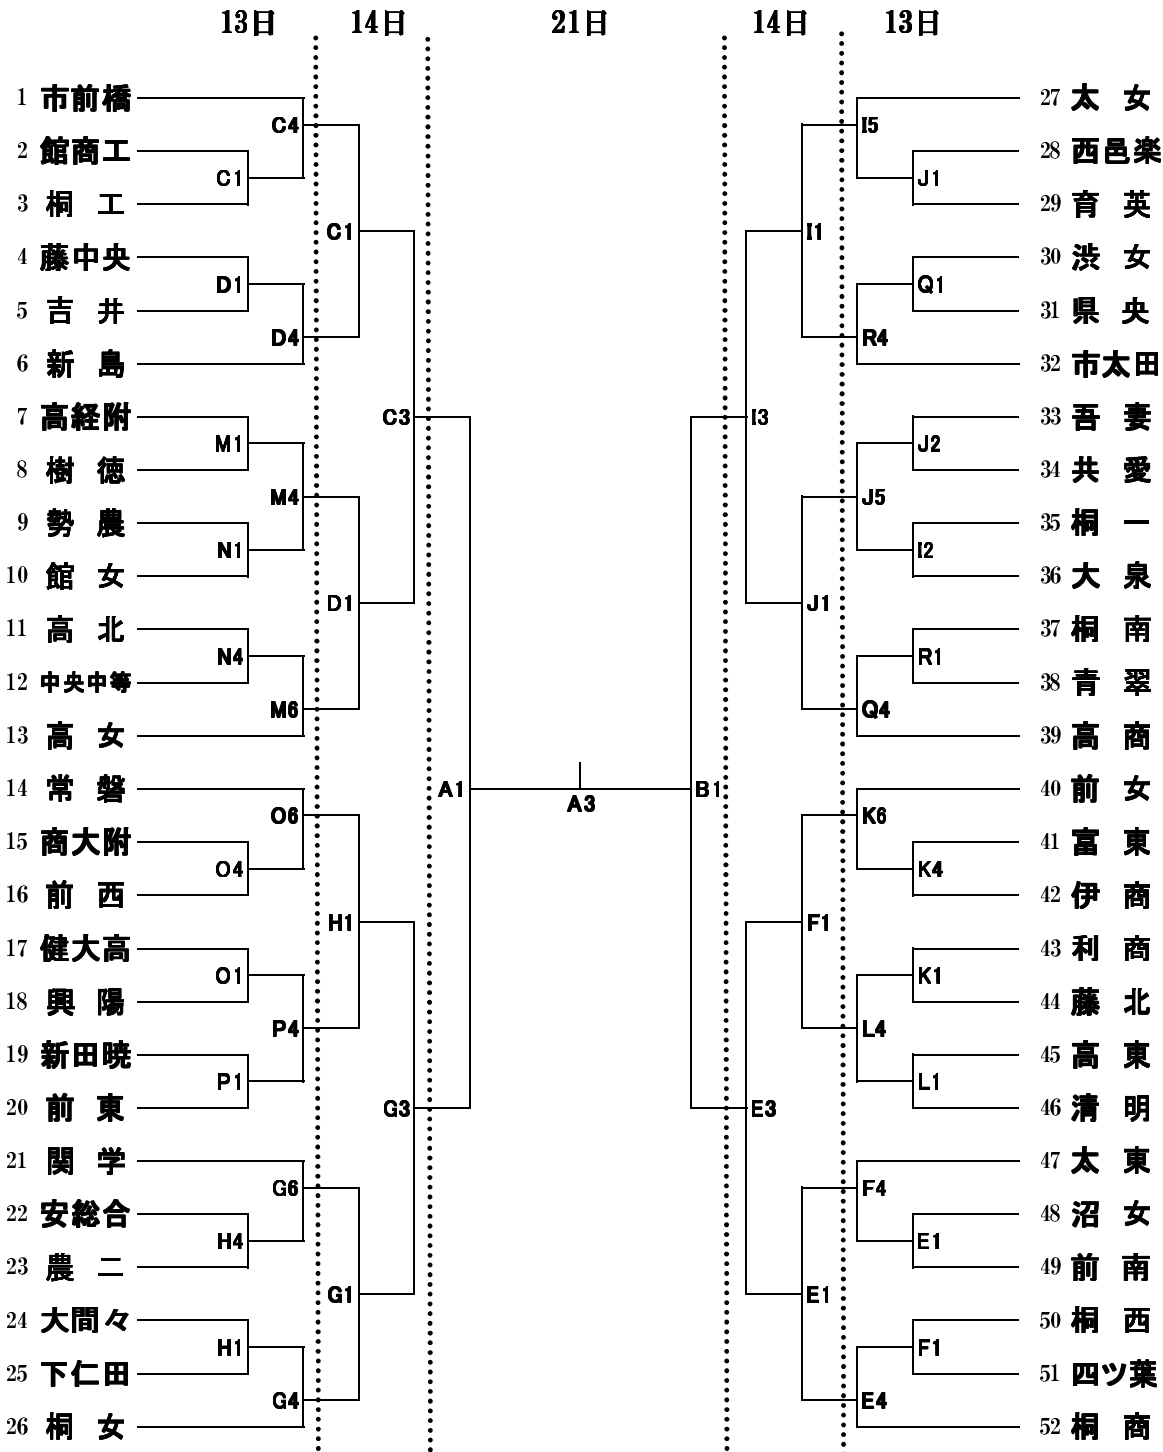 13日 14日 21日 14日 13日
1 市前橋
C4
2 館商工
C1
3 桐 工
C1
4 藤中央
D1
5 吉 井
D4
6 新 島
7 高経附
C3
M1
8 樹 徳
M4
9 勢 農
N1
10 館 女
D1
11 高 北
N4
12 中央中等
M6
13 高 女
14 常 磐
A1
O6
15 商大附
O4
16 前 西
H1
17 健大高
O1
18 興 陽
P4
19 新田暁
P1
20 前 東
G3
21 関 学
G6
22 安総合
H4
23 農 二
G1
24 大間々
H1
25 下仁田
G4
26 桐 女
A3
27 太 女
I5
28 西邑楽
J1
29 育 英
I1
30 渋 女
Q1
31 県 央
R4
32 市太田
33 吾 妻
I3
J2
34 共 愛
J5
35 桐 一
I2
36 大 泉
J1
37 桐 南
R1
38 青 翠
Q4
39 高 商
40 前 女
B1
K6
41 富 東
K4
42 伊 商
F1
43 利 商
K1
44 藤 北
L4
45 高 東
L1
46 清 明
E3
47 太 東
F4
48 沼 女
E1
49 前 南
E1
50 桐 西
F1
51 四ツ葉
E4
52 桐 商